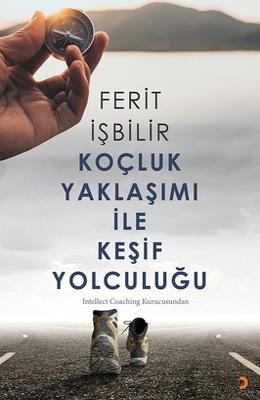 FERİT
İŞBİLİR
KOÇLUK
YAKLAŞIMI
İLE
KEŞİF
YOLCULUĞU
Intellect Coaching Kurucusundan